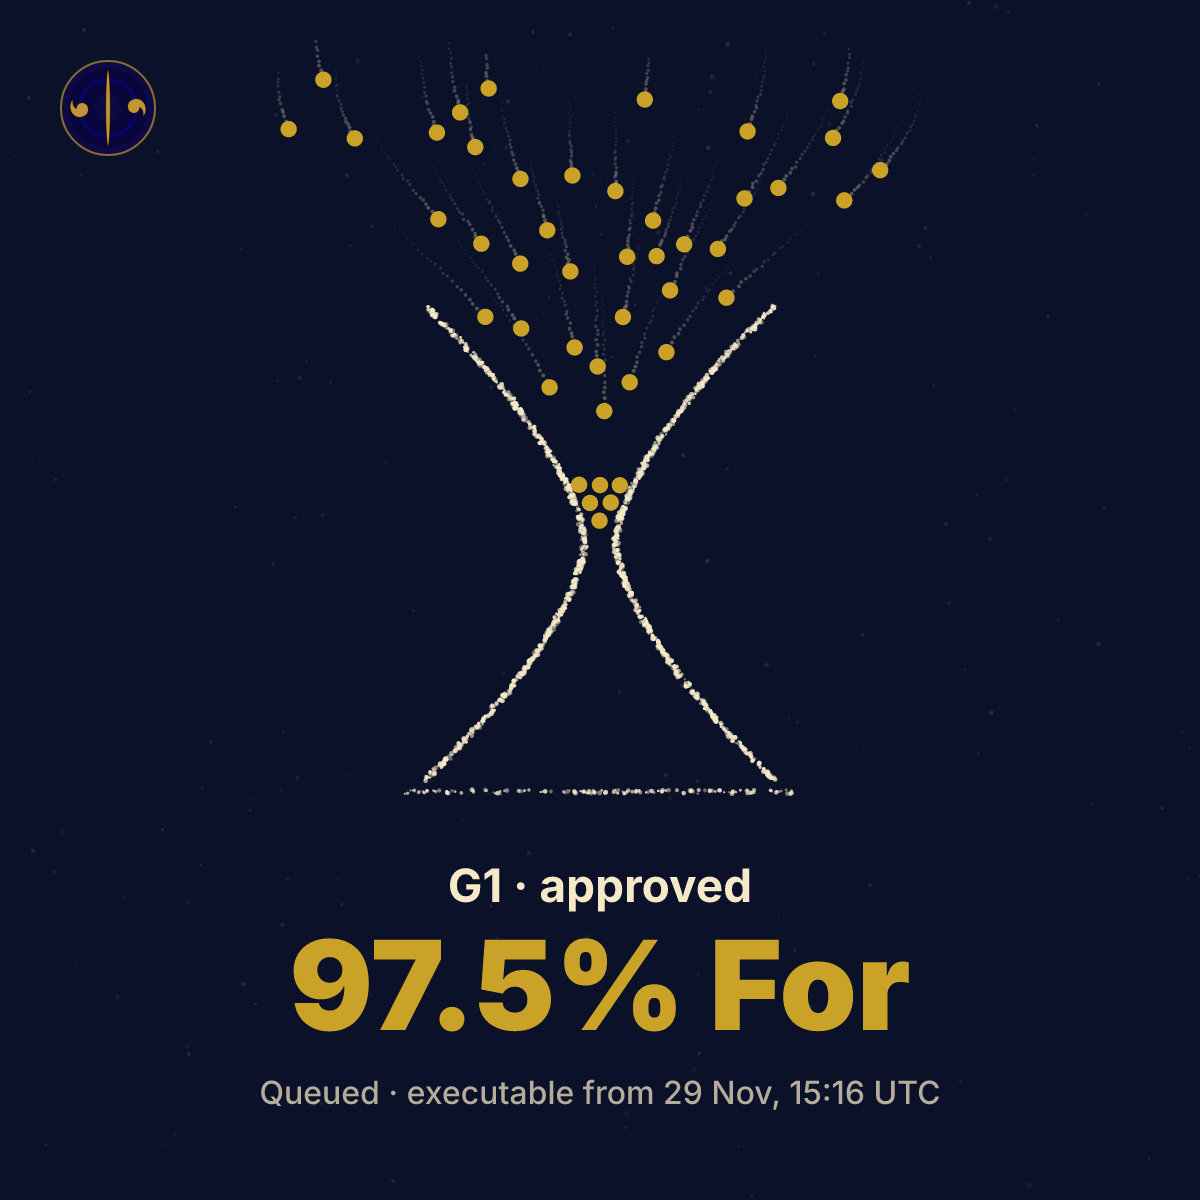 G1 · approved
97.5% For
Queued · executable from 29 Nov, 15:16 UTC